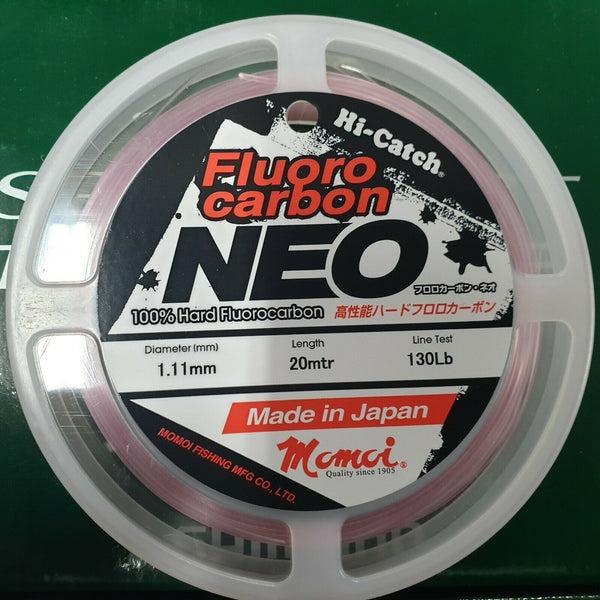 Hi-Catch®
Fluoro
carbon
NEO
フロロカーボン・ネオ
100% Hard Fluorocarbon
高性能ハードフロロカーボン
Diameter (mm)
1.11mm
Length
20mtr
Line Test
130Lb
Made in Japan
Momoi®
Quality since 1905
MOMOI FISHING MFG CO., LTD.